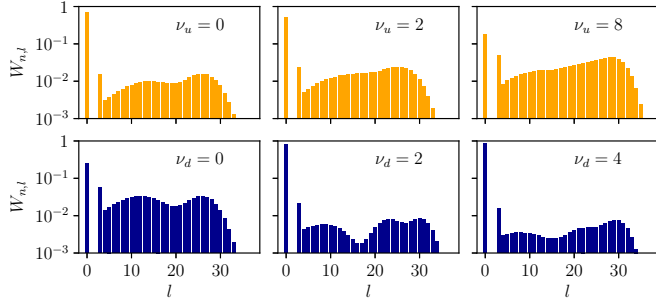 1
10⁻¹
10⁻²
10⁻³
W_{n,l}
ν_u = 0
ν_u = 2
ν_u = 8
1
10⁻¹
10⁻²
10⁻³
W_{n,l}
ν_d = 0
ν_d = 2
ν_d = 4
0 10 20 30 0 10 20 30 0 10 20 30
l l l